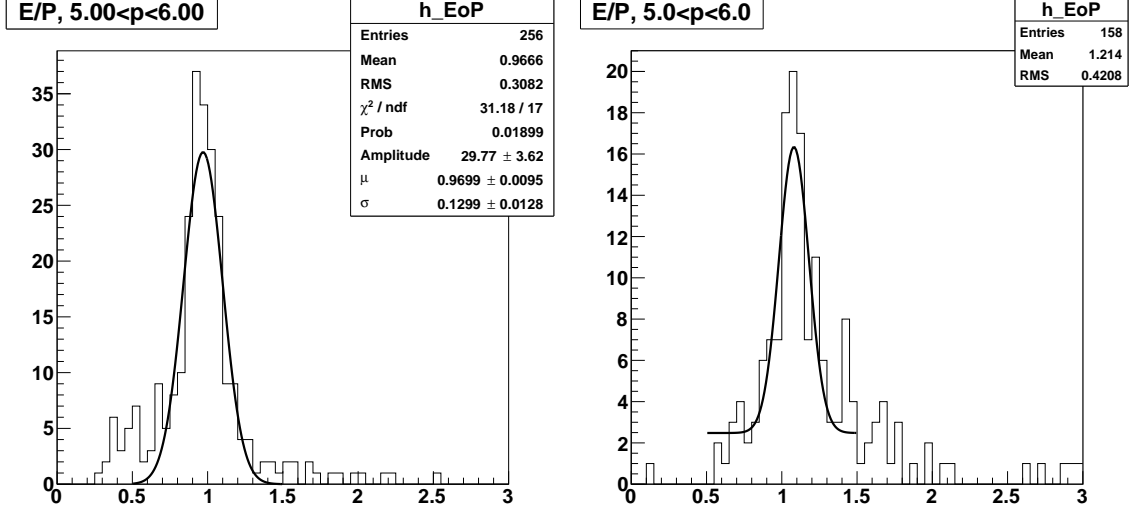 E/P, 5.00<p<6.00
h_EoP
Entries 256
Mean 0.9666
RMS 0.3082
χ² / ndf 31.18 / 17
Prob 0.01899
Amplitude 29.77 ± 3.62
μ 0.9699 ± 0.0095
σ 0.1299 ± 0.0128
35
30
25
20
15
10
5
0
0 0.5 1 1.5 2 2.5 3
E/P, 5.0<p<6.0
h_EoP
Entries 158
Mean 1.214
RMS 0.4208
20
18
16
14
12
10
8
6
4
2
0
0 0.5 1 1.5 2 2.5 3